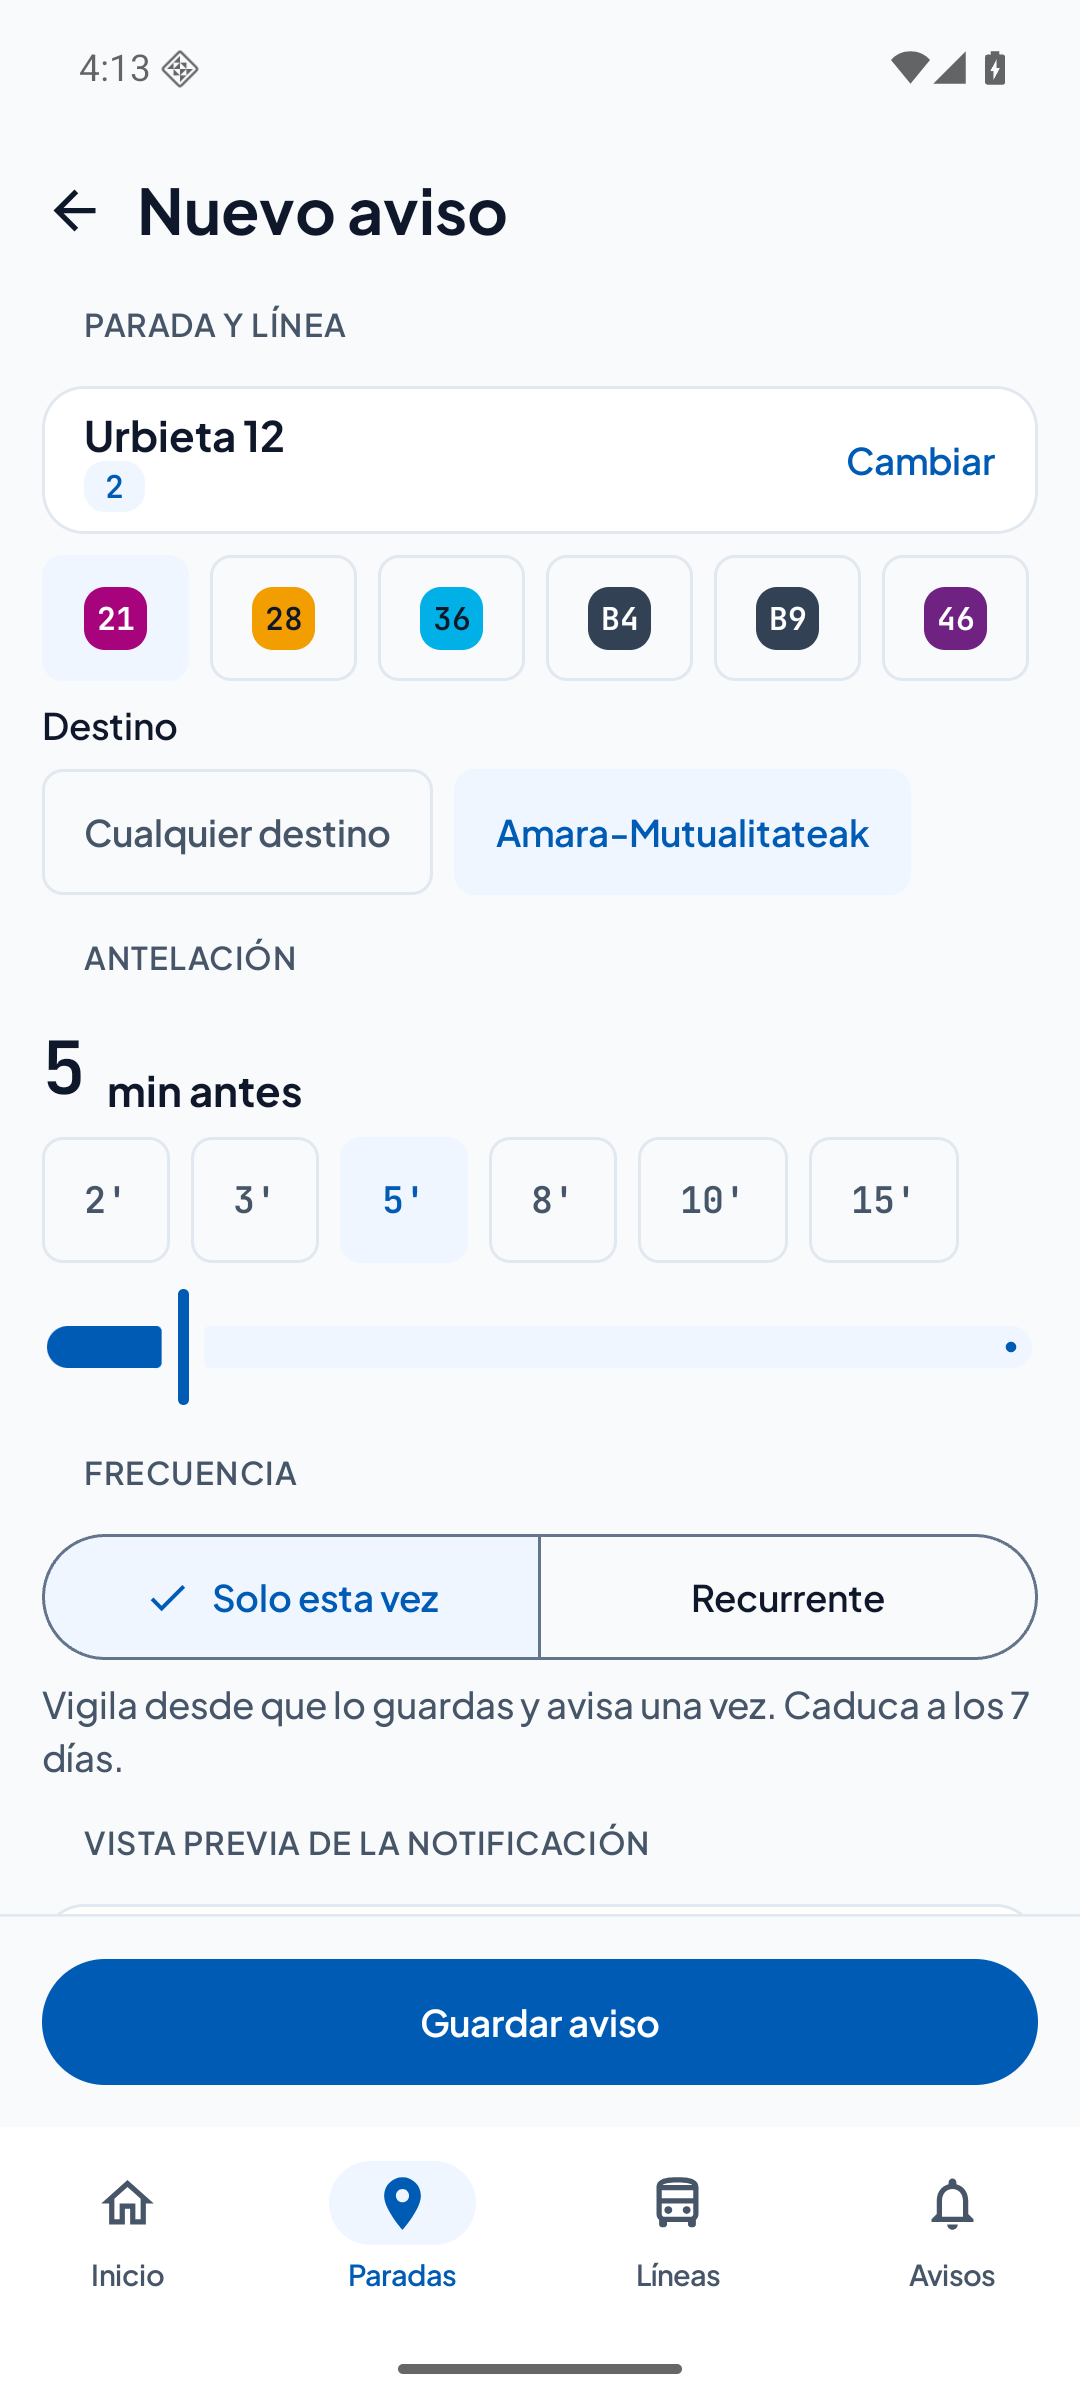 4:13
Nuevo aviso
PARADA Y LÍNEA
Urbieta 12
2
Cambiar
21 28 36 B4 B9 46
Destino
Cualquier destino Amara-Mutualitateak
ANTELACIÓN
5 min antes
2' 3' 5' 8' 10' 15'
FRECUENCIA
Solo esta vez Recurrente
Vigila desde que lo guardas y avisa una vez. Caduca a los 7
días.
VISTA PREVIA DE LA NOTIFICACIÓN
Guardar aviso
Inicio Paradas Líneas Avisos